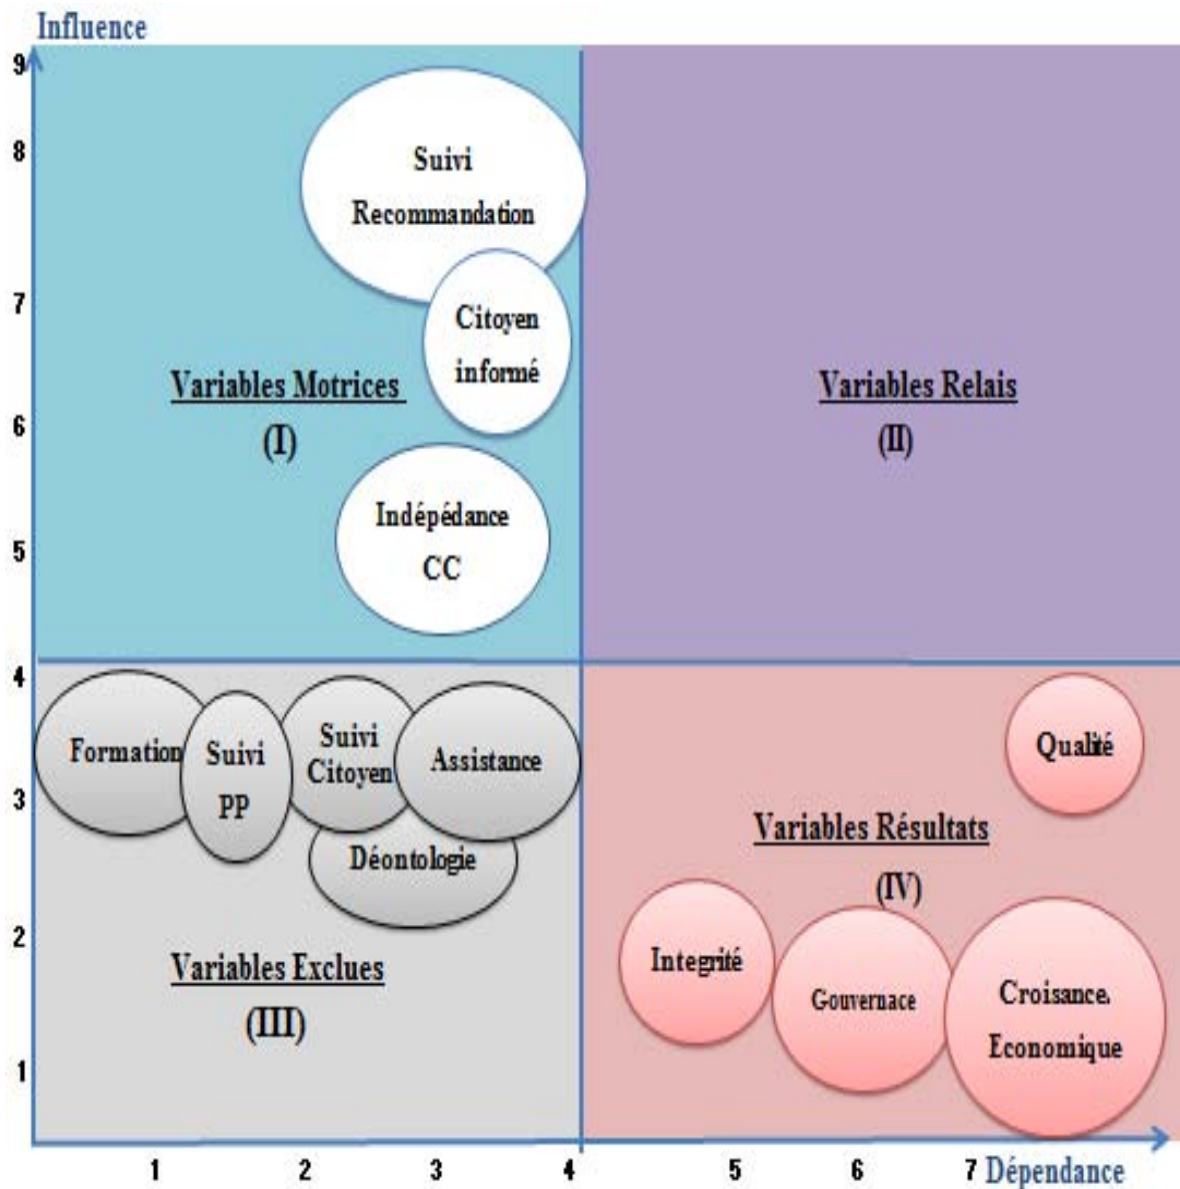 Influence
9
8
7
6
5
4
3
2
1
Suivi
Recommandation
Citoyen
informé
Variables Motrices
(I)
Indépédance
CC
Variables Relais
(II)
Formation
Suivi
PP
Suivi
Citoyen
Assistance
Déontologie
Variables Exclues
(III)
Qualité
Variables Résultats
(IV)
Integrité
Gouvernace
Croisance.
Economique
1
2
3
4
5
6
7
Dépendance